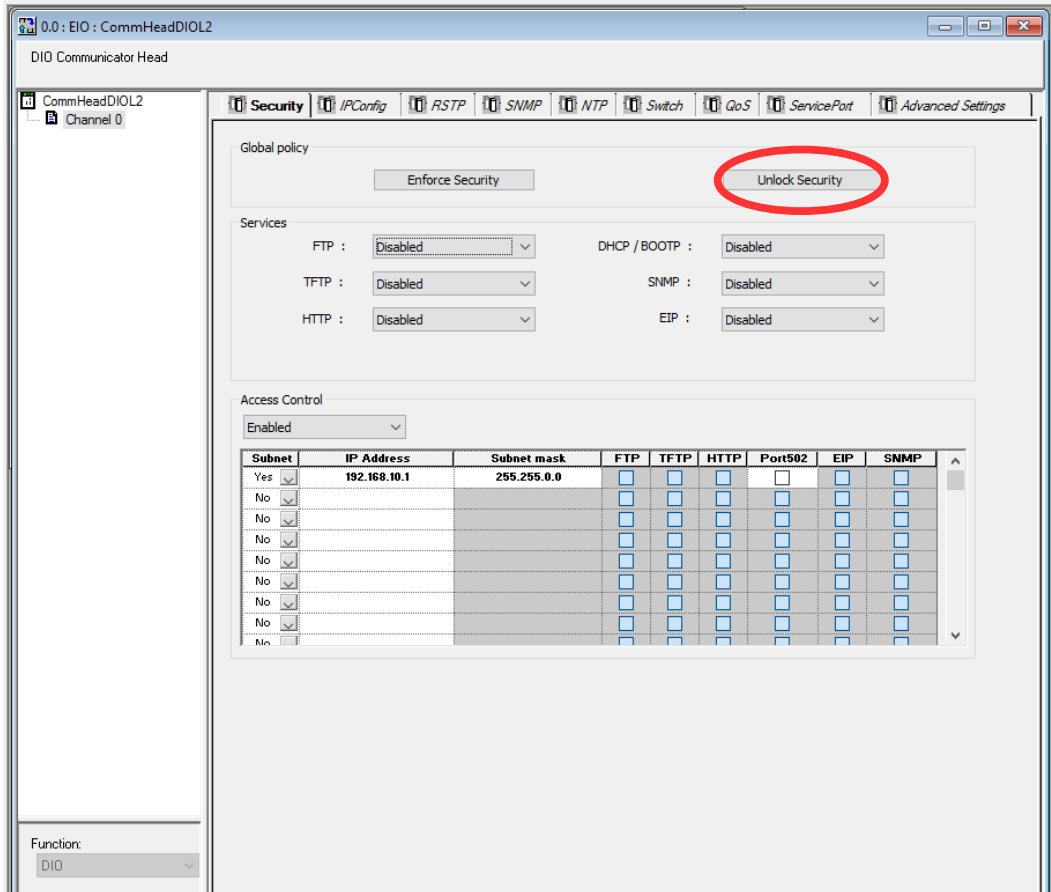 0.0 : EIO : CommHeadDIOL2
DIO Communicator Head
CommHeadDIOL2
Channel 0
Security IPConfig RSTP SNMP NTP Switch QoS ServicePort Advanced Settings
Global policy
Enforce Security Unlock Security
Services
FTP : Disabled DHCP / BOOTP : Disabled
TFTP : Disabled SNMP : Disabled
HTTP : Disabled EIP : Disabled
Access Control
Enabled
Subnet IP Address Subnet mask FTP TFTP HTTP Port502 EIP SNMP
Yes 192.168.10.1 255.255.0.0
No
No
No
No
No
No
No
No
Function:
DIO